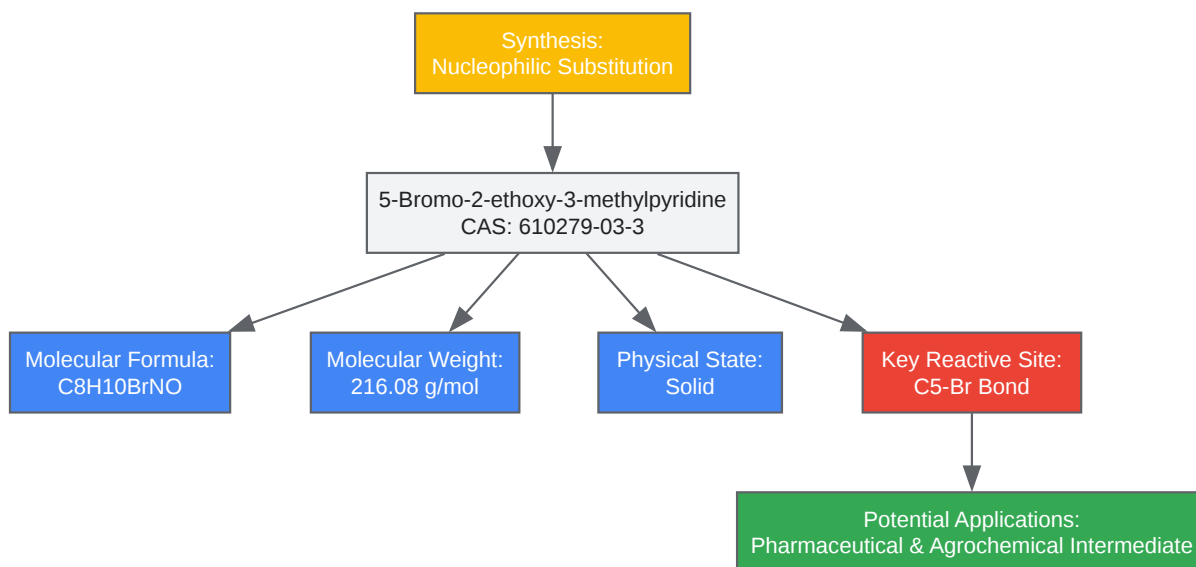 Synthesis:
Nucleophilic Substitution
5-Bromo-2-ethoxy-3-methylpyridine
CAS: 610279-03-3
Molecular Formula:
C8H10BrNO
Molecular Weight:
216.08 g/mol
Physical State:
Solid
Key Reactive Site:
C5-Br Bond
Potential Applications:
Pharmaceutical & Agrochemical Intermediate